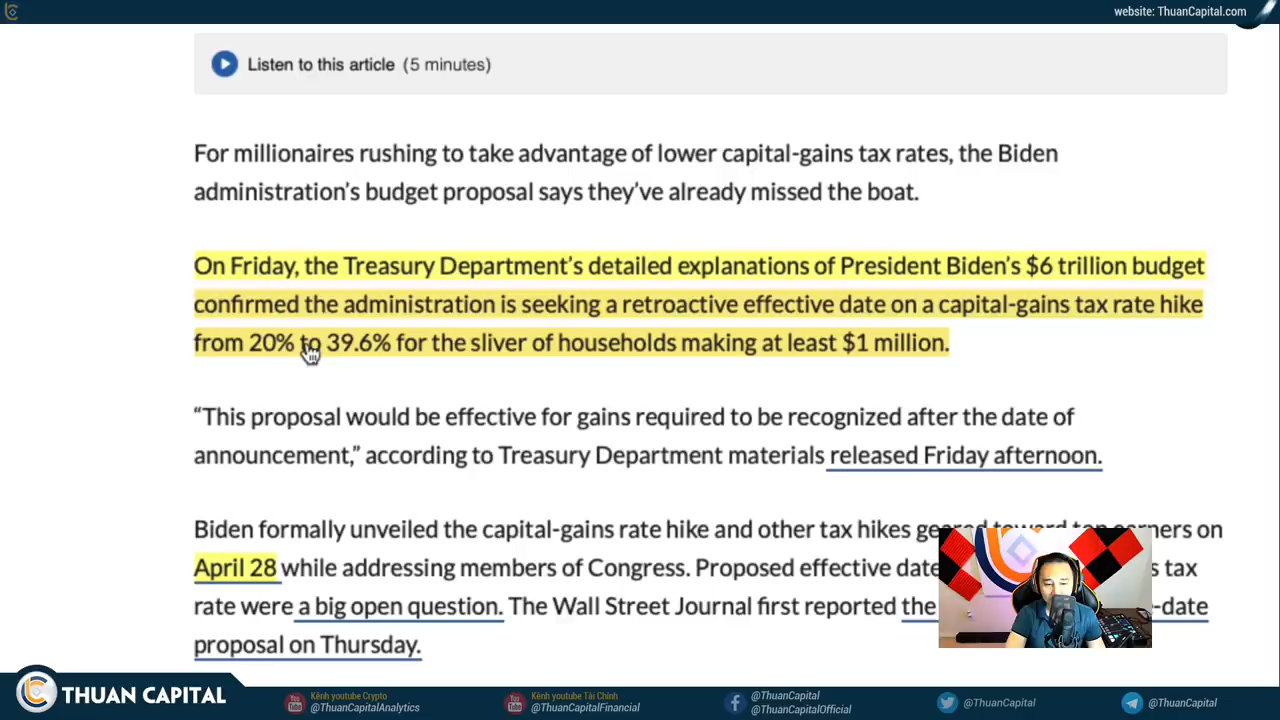 website: ThuanCapital.com
Listen to this article (5 minutes)
For millionaires rushing to take advantage of lower capital-gains tax rates, the Biden
administration’s budget proposal says they’ve already missed the boat.
On Friday, the Treasury Department’s detailed explanations of President Biden’s $6 trillion budget
confirmed the administration is seeking a retroactive effective date on a capital-gains tax rate hike
from 20% to 39.6% for the sliver of households making at least $1 million.
“This proposal would be effective for gains required to be recognized after the date of
announcement,” according to Treasury Department materials released Friday afternoon.
Biden formally unveiled the capital-gains rate hike and other tax hikes geared toward top earners on
April 28 while addressing members of Congress. Proposed effective date s tax
rate were a big open question. The Wall Street Journal first reported the -date
proposal on Thursday.
THUAN CAPITAL
Kênh youtube Crypto
@ThuanCapitalAnalytics
Kênh youtube Tài Chính
@ThuanCapitalFinancial
@ThuanCapital
@ThuanCapitalOfficial
@ThuanCapital
@ThuanCapital